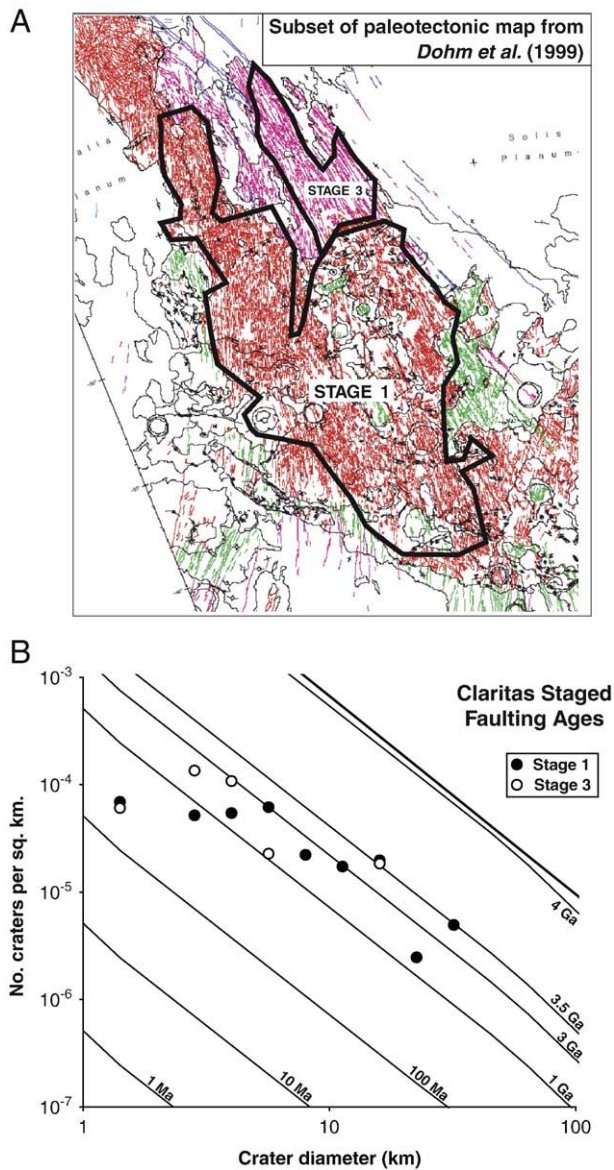 A
Subset of paleotectonic map from
Dohm et al. (1999)
Solis
Planum
alia
lanum
STAGE 3
STAGE 1
B
Claritas Staged
Faulting Ages
Stage 1
Stage 3
No. craters per sq. km.
10-3
10-4
10-5
10-6
10-7
4 Ga
3.5 Ga
3 Ga
1 Ga
100 Ma
10 Ma
1 Ma
1
10
100
Crater diameter (km)